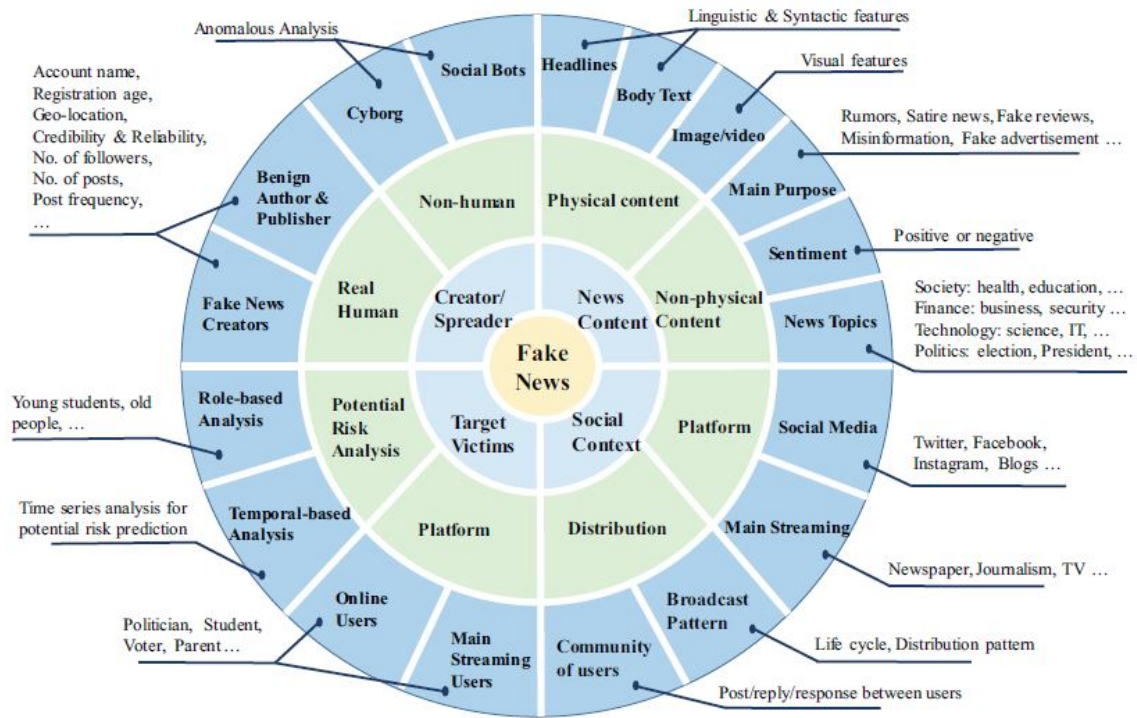 Anomalous Analysis
Linguistic & Syntactic features
Visual features
Account name,
Registration age,
Geo-location,
Credibility & Reliability,
No. of followers,
No. of posts,
Post frequency,
…
Rumors, Satire news, Fake reviews,
Misinformation, Fake advertisement …
Positive or negative
Society: health, education, …
Finance: business, security …
Technology: science, IT, …
Politics: election, President, …
Young students, old
people, …
Twitter, Facebook,
Instagram, Blogs …
Time series analysis for
potential risk prediction
Newspaper, Journalism, TV …
Politician, Student,
Voter, Parent …
Life cycle, Distribution pattern
Post/reply/response between users
Social Bots
Headlines
Body Text
Image/video
Cyborg
Main Purpose
Benign
Author &
Publisher
Sentiment
Fake News
Creators
News Topics
Role-based
Analysis
Social Media
Temporal-based
Analysis
Main Streaming
Online
Users
Broadcast
Pattern
Main
Streaming
Users
Community
of users
Non-human
Physical content
Real
Human
Non-physical
Content
Potential
Risk
Analysis
Platform
Platform
Distribution
Creator/
Spreader
News
Content
Target
Victims
Social
Context
Fake
News